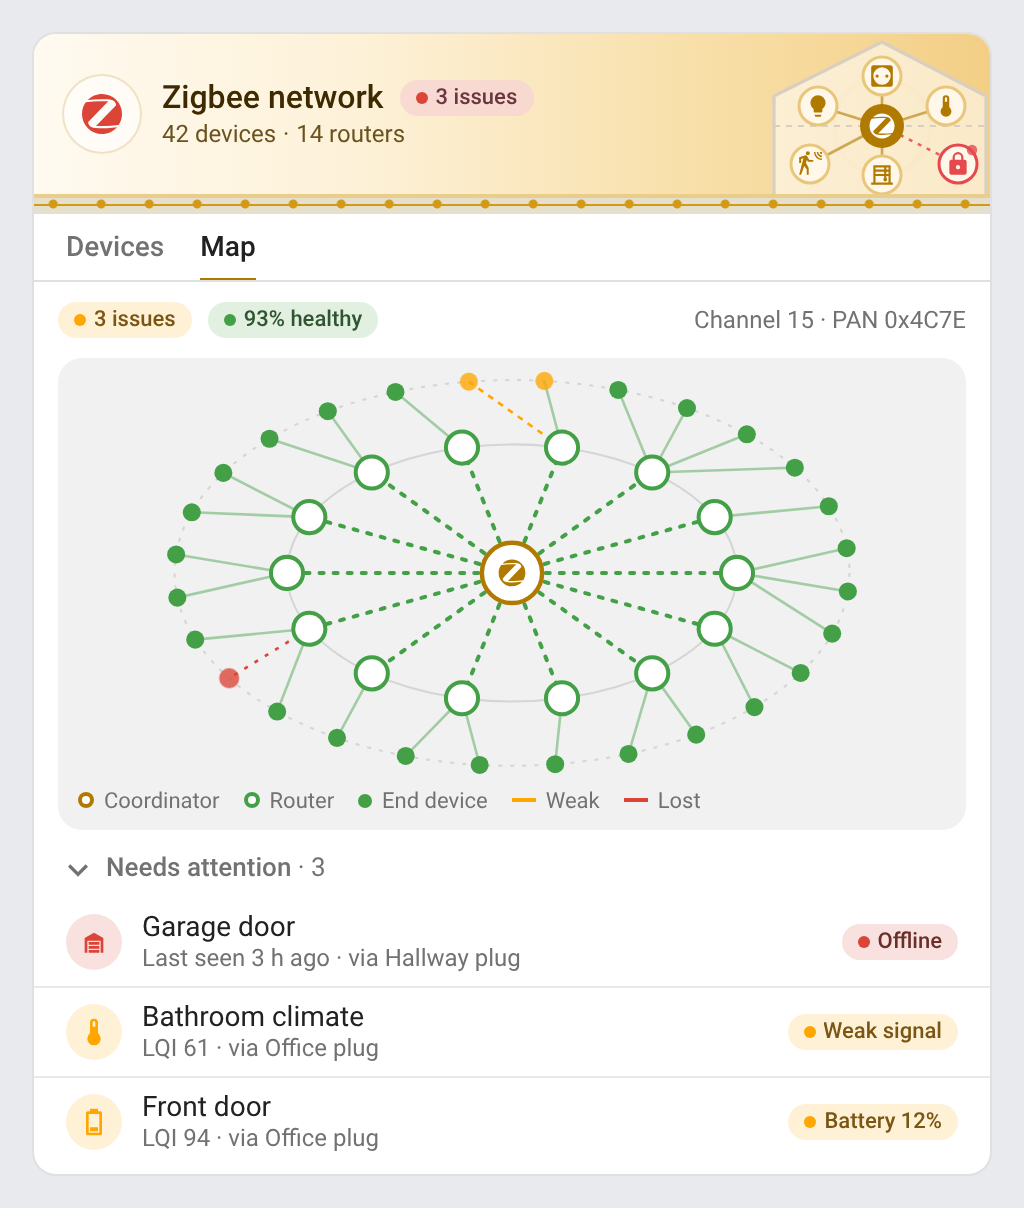 Zigbee network
3 issues
42 devices · 14 routers
Devices
Map
3 issues
93% healthy
Channel 15 · PAN 0x4C7E
Coordinator
Router
End device
Weak
Lost
Needs attention · 3
Garage door
Last seen 3 h ago · via Hallway plug
Offline
Bathroom climate
LQI 61 · via Office plug
Weak signal
Front door
LQI 94 · via Office plug
Battery 12%